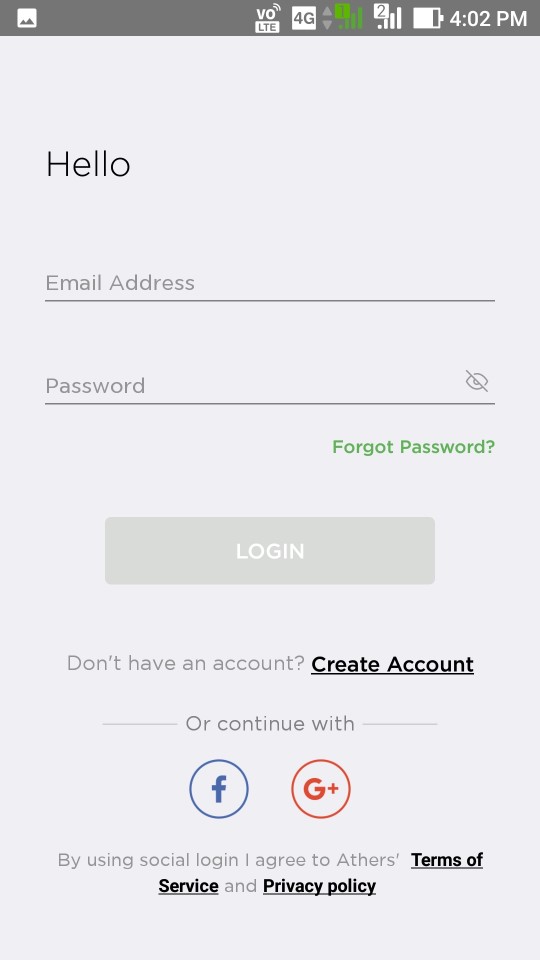 VO LTE 4G 1 2 4:02 PM
Hello
Email Address
Password
Forgot Password?
LOGIN
Don't have an account? Create Account
Or continue with
f G+
By using social login I agree to Athers' Terms of
Service and Privacy policy